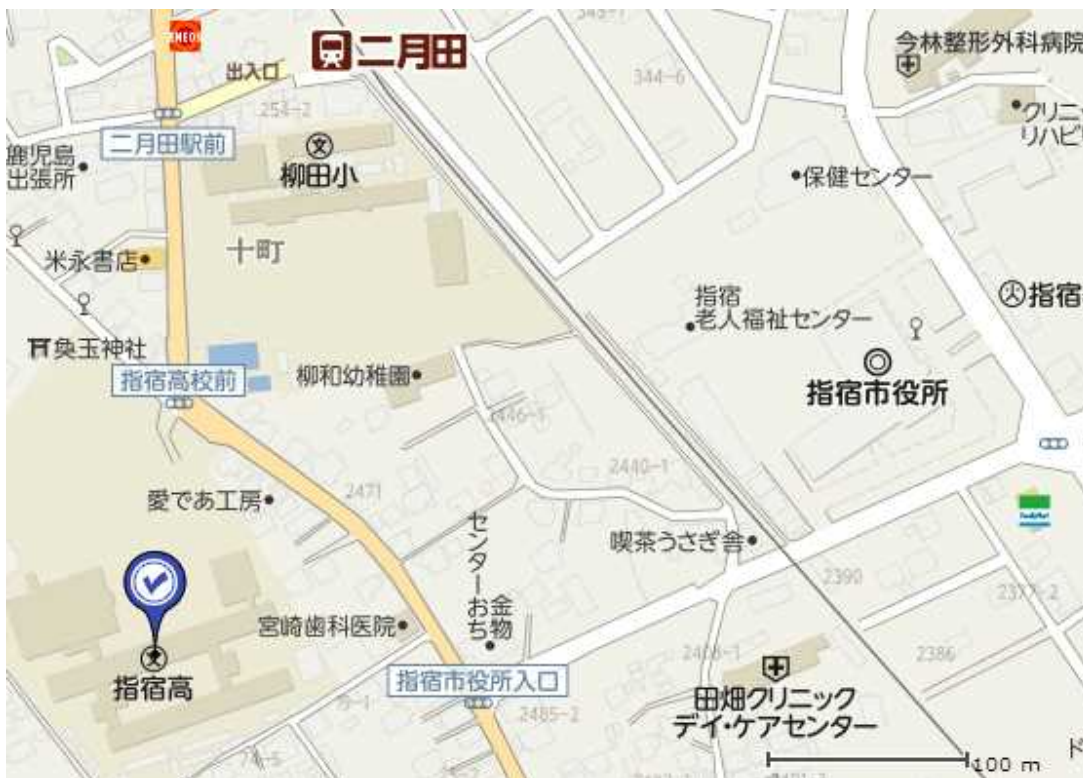 ENEOS
二月田
出入口
今林整形外科病院
344-6
254-2
二月田駅前
鹿児島
出張所
柳田小
クリニ
リハビ
保健センター
十町
米永書店
指宿
老人福祉センター
指宿
奐玉神社
指宿高校前
柳和幼稚園
指宿市役所
2446-1
2440-1
2471
愛であ工房
FamilyMart
センターおち
金物
喫茶うさぎ舎
2390
2377-2
宮崎歯科医院
2386
指宿高
指宿市役所入口
2485-2
田畑クリニック
デイ・ケアセンター
100 m